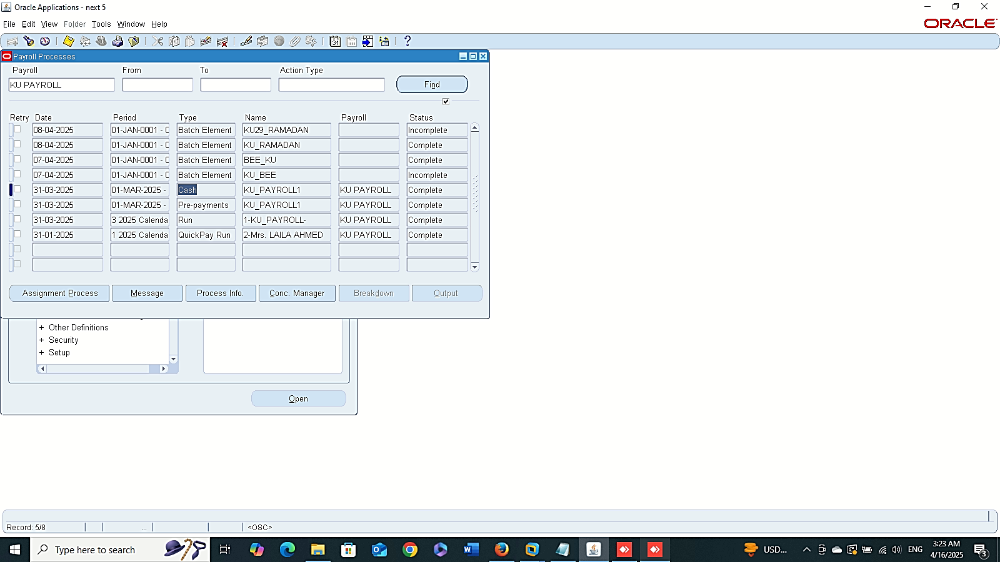 Oracle Applications - next 5
File Edit View Folder Tools Window Help
ORACLE
Payroll Processes
Payroll From To Action Type
KU PAYROLL Find
Retry Date Period Type Name Payroll Status
08-04-2025 01-JAN-0001 - 0 Batch Element KU29_RAMADAN Incomplete
08-04-2025 01-JAN-0001 - 0 Batch Element KU_RAMADAN Complete
07-04-2025 01-JAN-0001 - 0 Batch Element BEE_KU Complete
07-04-2025 01-JAN-0001 - 0 Batch Element KU_BEE Incomplete
31-03-2025 01-MAR-2025 - Cash KU_PAYROLL1 KU PAYROLL Complete
31-03-2025 01-MAR-2025 - Pre-payments KU_PAYROLL1 KU PAYROLL Complete
31-03-2025 3 2025 Calenda Run 1-KU_PAYROLL- KU PAYROLL Complete
31-01-2025 1 2025 Calenda QuickPay Run 2-Mrs. LAILA AHMED KU PAYROLL Complete
Assignment Process Message Process Info. Conc. Manager Breakdown Output
+ Other Definitions
+ Security
+ Setup
Open
Record: 5/8 ... <OSC>
Type here to search USD... ENG 3:23 AM
4/16/2025 3